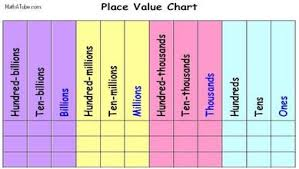 MathATube.com
Place Value Chart
Hundred-billions
Ten-billions
Billions
Hundred-millions
Ten-millions
Millions
Hundred-thousands
Ten-thousands
Thousands
Hundreds
Tens
Ones